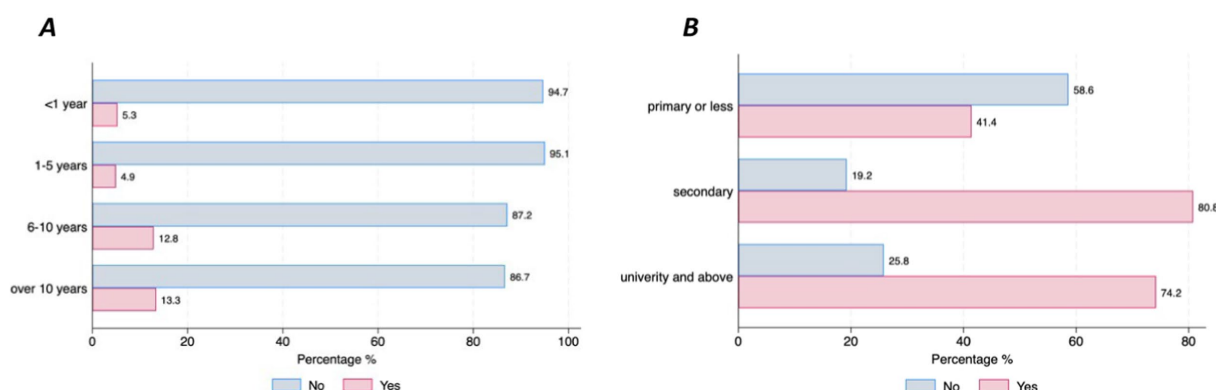 A
<1 year
94.7
5.3
1-5 years
95.1
4.9
6-10 years
87.2
12.8
over 10 years
86.7
13.3
0 20 40 60 80 100
Percentage %
No Yes
B
primary or less
58.6
41.4
secondary
19.2
80.8
univerity and above
25.8
74.2
0 20 40 60 80
Percentage %
No Yes